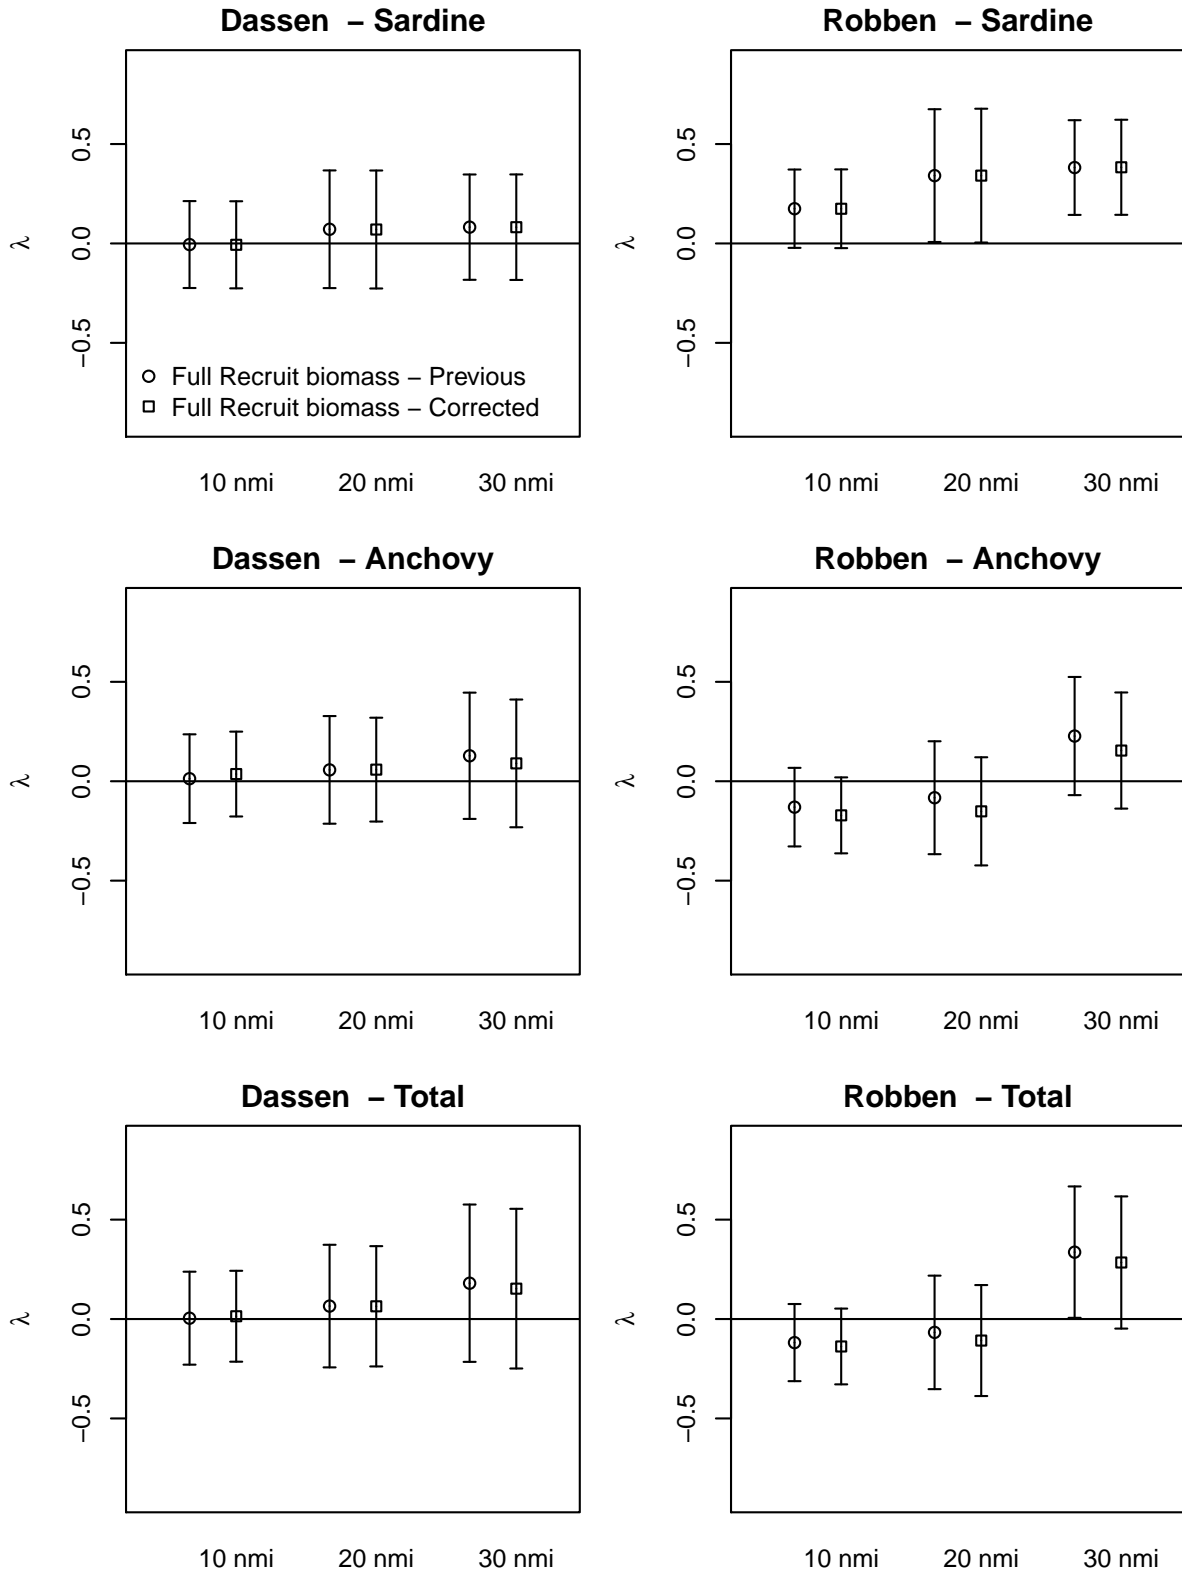 Dassen – Sardine
Robben – Sardine
0.5
0.0
−0.5
λ
Full Recruit biomass – Previous
Full Recruit biomass – Corrected
10 nmi 20 nmi 30 nmi
0.5
0.0
−0.5
λ
10 nmi 20 nmi 30 nmi
Dassen – Anchovy
Robben – Anchovy
0.5
0.0
−0.5
λ
10 nmi 20 nmi 30 nmi
0.5
0.0
−0.5
λ
10 nmi 20 nmi 30 nmi
Dassen – Total
Robben – Total
0.5
0.0
−0.5
λ
10 nmi 20 nmi 30 nmi
0.5
0.0
−0.5
λ
10 nmi 20 nmi 30 nmi